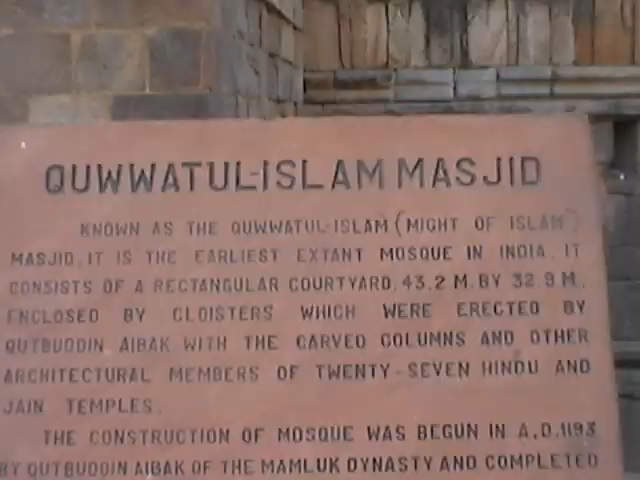 QUWWATUL-ISLAM MASJID
KNOWN AS THE QUWWATUL-ISLAM (MIGHT OF ISLAM)
MASJID, IT IS THE EARLIEST EXTANT MOSQUE IN INDIA. IT
CONSISTS OF A RECTANGULAR COURTYARD, 43.2 M. BY 32.9 M.,
ENCLOSED BY CLOISTERS WHICH WERE ERECTED BY
QUTBUDDIN AIBAK WITH THE CARVED COLUMNS AND OTHER
ARCHITECTURAL MEMBERS OF TWENTY-SEVEN HINDU AND
JAIN TEMPLES.
THE CONSTRUCTION OF MOSQUE WAS BEGUN IN A.D.1193
BY QUTBUDDIN AIBAK OF THE MAMLUK DYNASTY AND COMPLETED